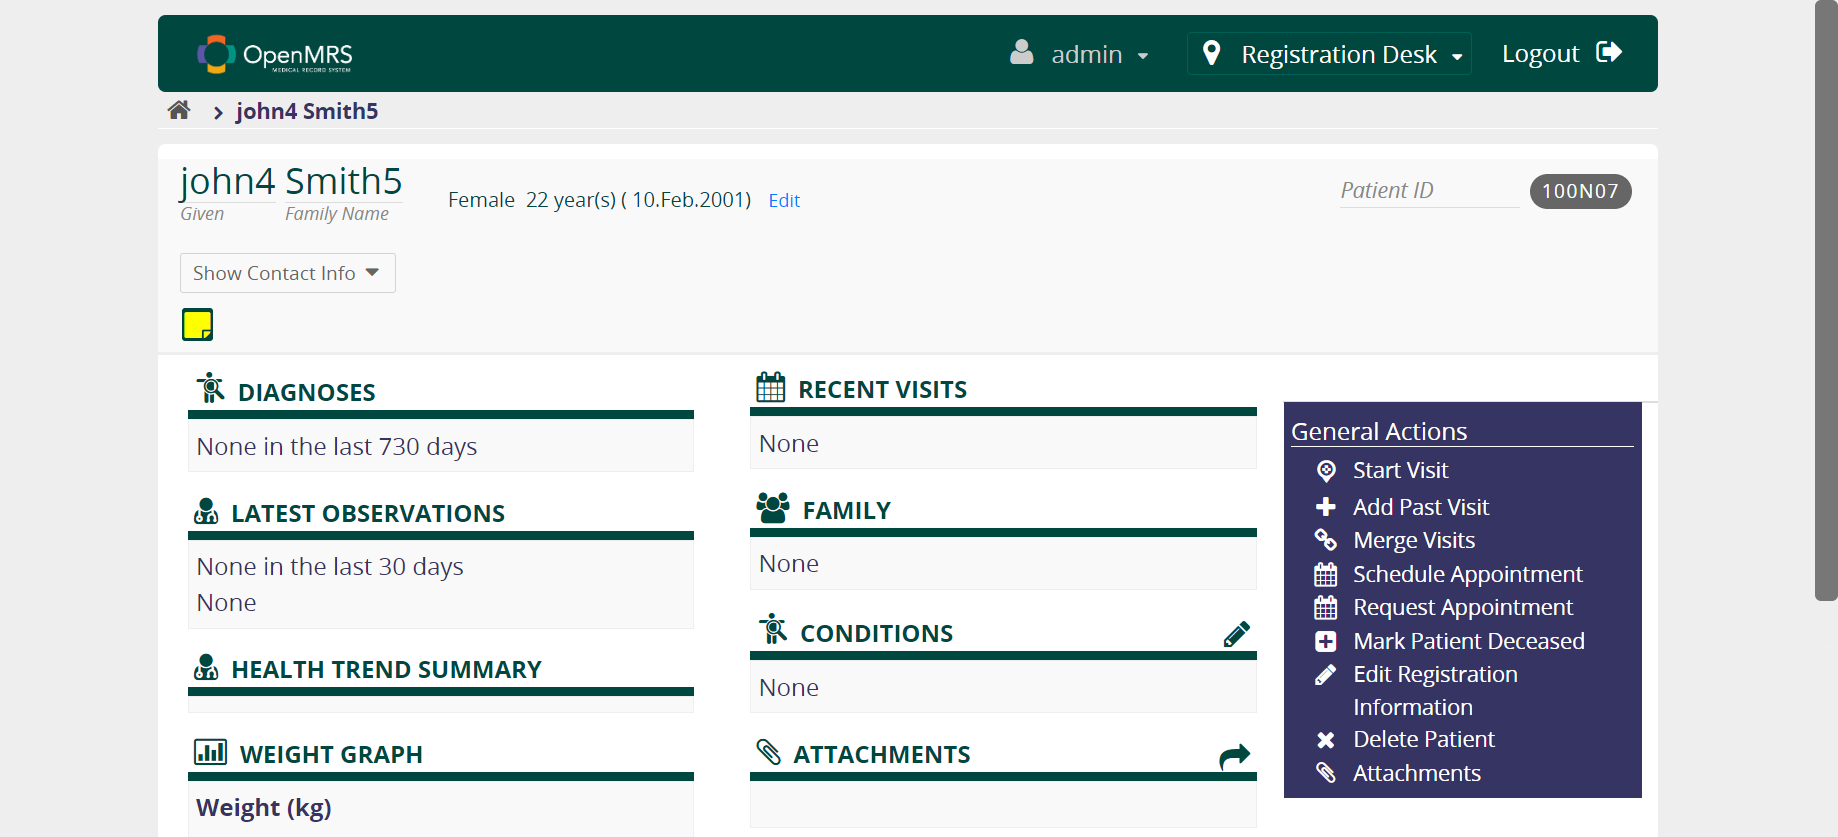 OpenMRS
MEDICAL RECORD SYSTEM
admin
Registration Desk
Logout
john4 Smith5
john4 Smith5
Given
Family Name
Female 22 year(s) ( 10.Feb.2001) Edit
Patient ID
100N07
Show Contact Info
DIAGNOSES
None in the last 730 days
LATEST OBSERVATIONS
None in the last 30 days
None
HEALTH TREND SUMMARY
WEIGHT GRAPH
Weight (kg)
RECENT VISITS
None
FAMILY
None
CONDITIONS
None
ATTACHMENTS
General Actions
Start Visit
Add Past Visit
Merge Visits
Schedule Appointment
Request Appointment
Mark Patient Deceased
Edit Registration
Information
Delete Patient
Attachments